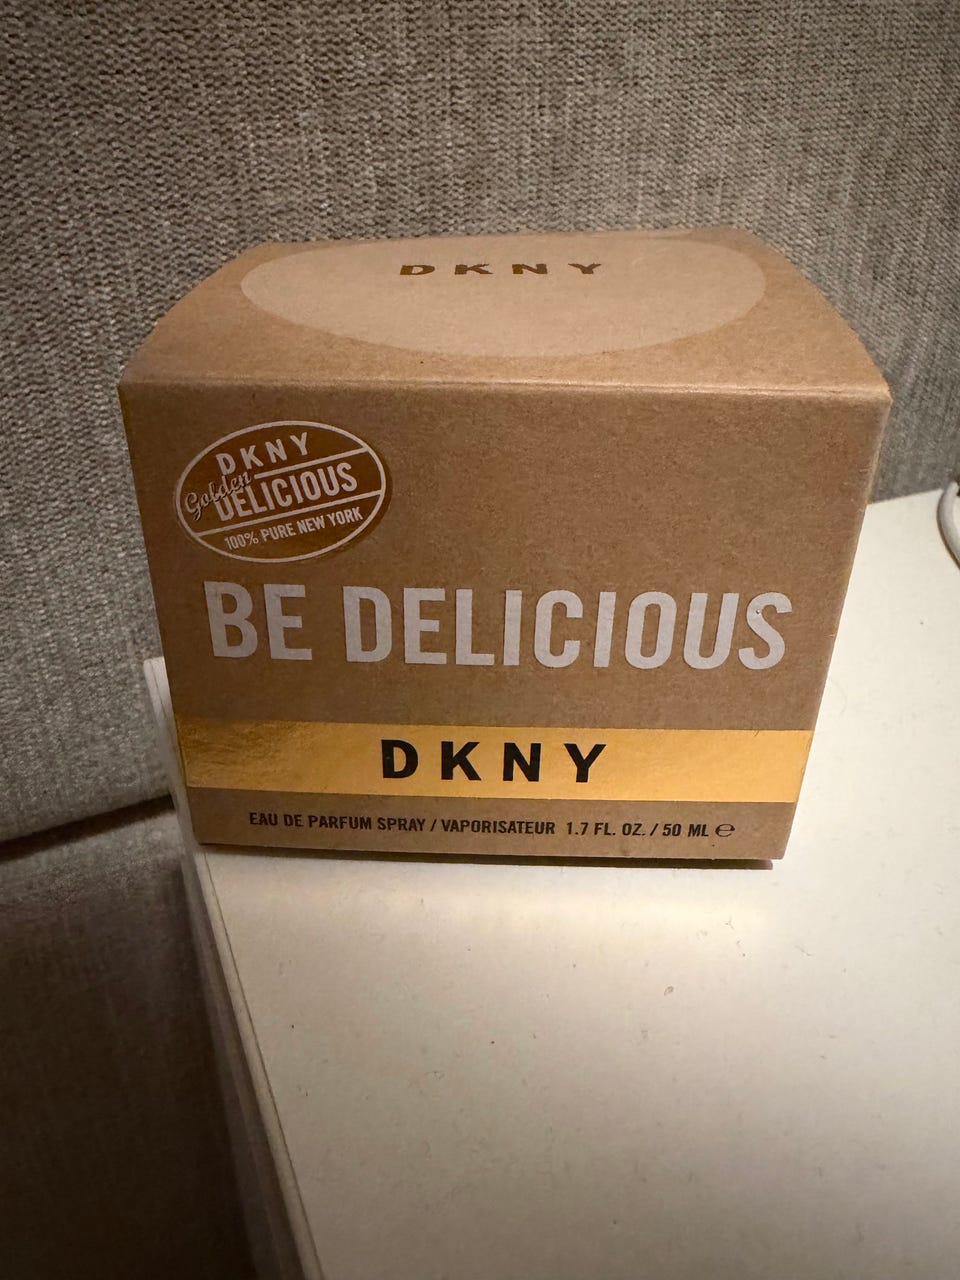 DKNY
DKNY
Golden
DELICIOUS
100% PURE NEW YORK
BE DELICIOUS
DKNY
EAU DE PARFUM SPRAY / VAPORISATEUR 1.7 FL. OZ. / 50 ML ℮